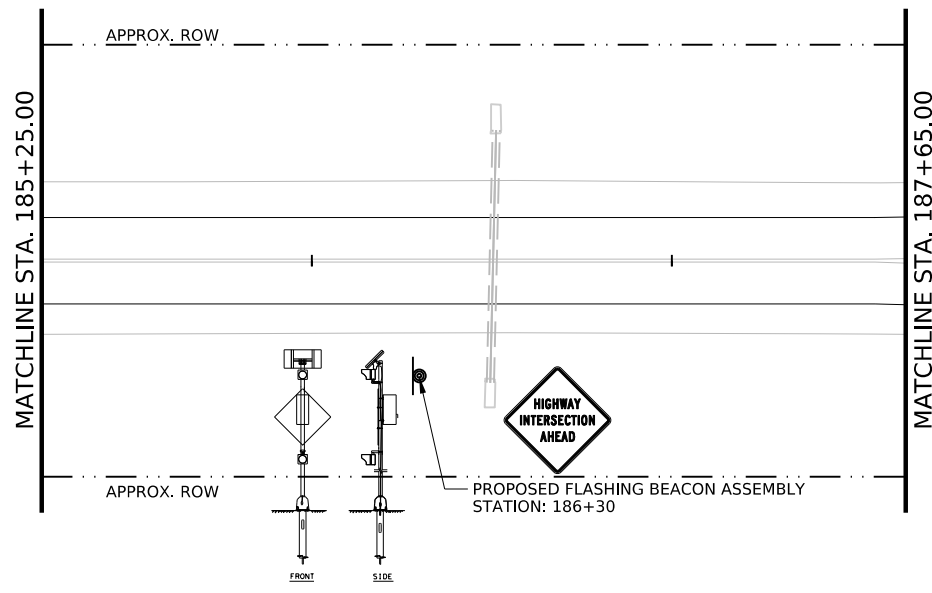 APPROX. ROW
MATCHLINE STA. 185+25.00
MATCHLINE STA. 187+65.00
HIGHWAY
INTERSECTION
AHEAD
APPROX. ROW
PROPOSED FLASHING BEACON ASSEMBLY
STATION: 186+30
FRONT
SIDE